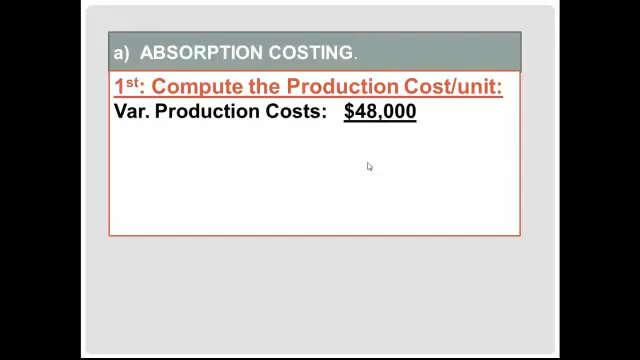 a) ABSORPTION COSTING.
1st: Compute the Production Cost/unit:
Var. Production Costs: $48,000